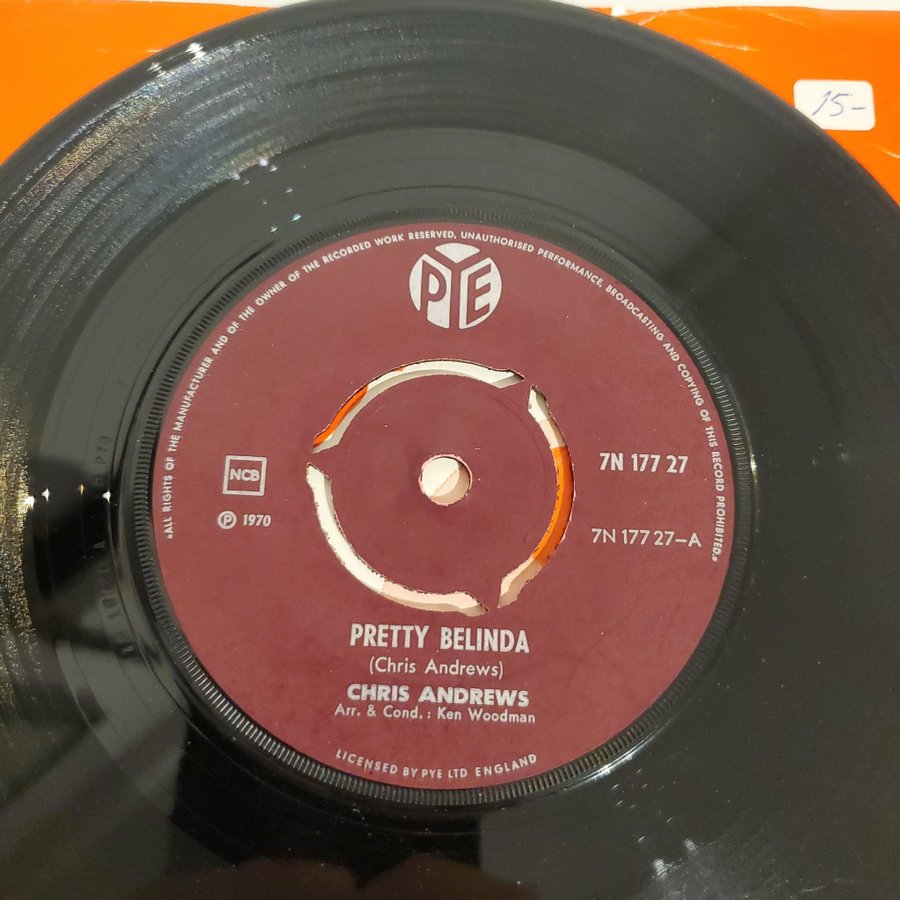 15-
*ALL RIGHTS OF THE MANUFACTURER AND OF THE OWNER OF THE RECORDED WORK RESERVED, UNAUTHORISED PERFORMANCE, BROADCASTING AND COPYING OF THIS RECORD PROHIBITED.*
PYE
7N 177 27
NCB
Ⓟ 1970
7N 177 27-A
PRETTY BELINDA
(Chris Andrews)
CHRIS ANDREWS
Arr. & Cond. : Ken Woodman
LICENSED BY PYE LTD ENGLAND